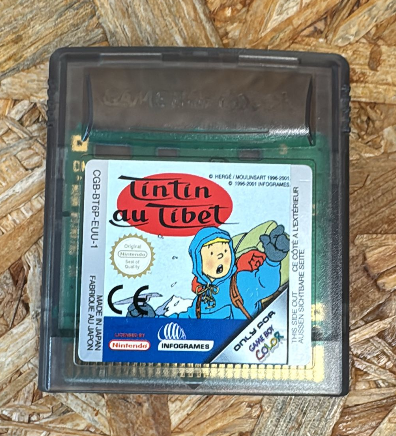 GAME BOY COLOR
© HERGÉ / MOULINSART 1996-2001
© 1996-2001 INFOGRAMES
Tintin
au Tibet
CGB-BT6P-EUU-1
Original
Nintendo
Seal of
Quality
CE
MADE IN JAPAN
FABRIQUÉ AU JAPON
LICENSED BY
Nintendo
INFOGRAMES
ONLY FOR
GAME BOY
COLOR
THIS SIDE OUT
CE CÔTÉ À L'EXTÉRIEUR
AUSSEN SICHTBARE SEITE